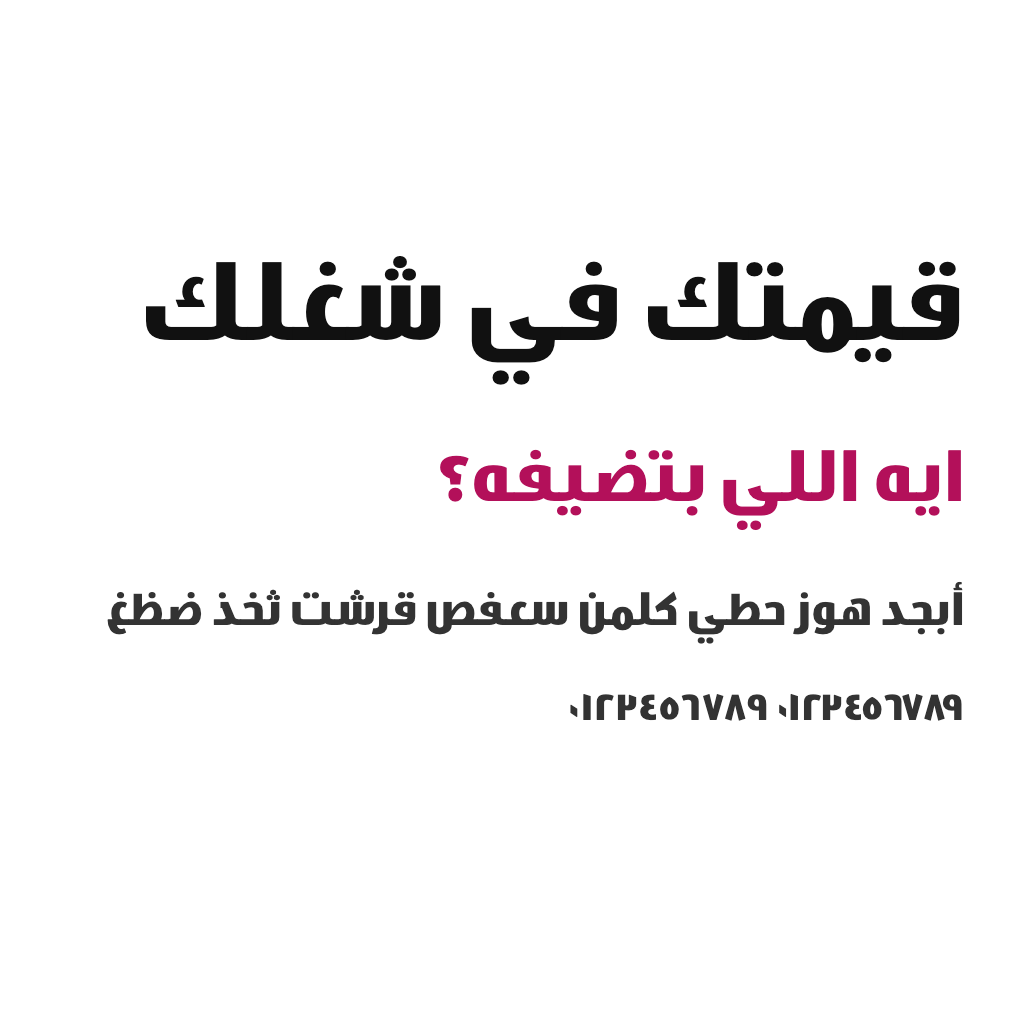 قيمتك في شغلك
ايه اللي بتضيفه؟
أبجد هوز حطي كلمن سعفص قرشت ثخذ ضظغ
٠١٢٣٤٥٦٧٨٩ ٠١٢٣٤٥٦٧٨٩